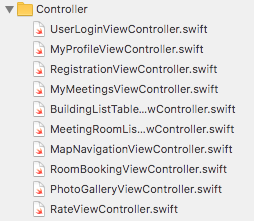 Controller
UserLoginViewController.swift
MyProfileViewController.swift
RegistrationViewController.swift
MyMeetingsViewController.swift
BuildingListTable...wController.swift
MeetingRoomLis...wController.swift
MapNavigationViewController.swift
RoomBookingViewController.swift
PhotoGalleryViewController.swift
RateViewController.swift